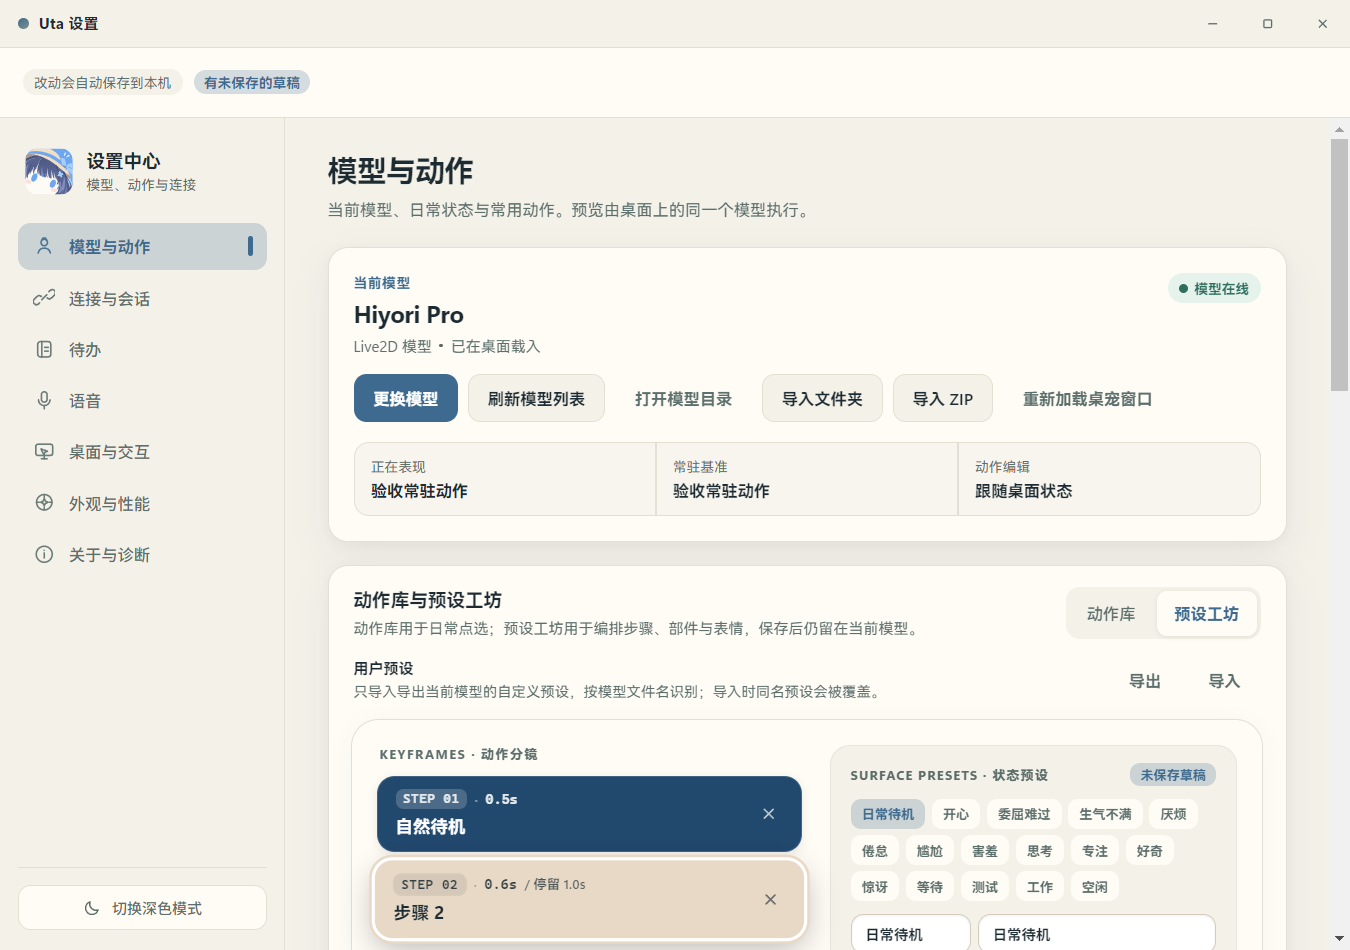 Uta 设置
改动会自动保存到本机
有未保存的草稿
设置中心
模型、动作与连接
模型与动作
连接与会话
待办
语音
桌面与交互
外观与性能
关于与诊断
切换深色模式
模型与动作
当前模型、日常状态与常用动作。预览由桌面上的同一个模型执行。
当前模型
模型在线
Hiyori Pro
Live2D 模型 • 已在桌面载入
更换模型
刷新模型列表
打开模型目录
导入文件夹
导入 ZIP
重新加载桌宠窗口
正在表现
验收常驻动作
常驻基准
验收常驻动作
动作编辑
跟随桌面状态
动作库与预设工坊
动作库用于日常点选；预设工坊用于编排步骤、部件与表情，保存后仍留在当前模型。
动作库
预设工坊
用户预设
只导入导出当前模型的自定义预设，按模型文件名识别；导入时同名预设会被覆盖。
导出
导入
KEYFRAMES · 动作分镜
STEP 01 · 0.5s
自然待机
STEP 02 · 0.6s / 停留 1.0s
步骤 2
SURFACE PRESETS · 状态预设
未保存草稿
日常待机 开心 委屈难过 生气不满 厌烦
倦怠 尴尬 害羞 思考 专注 好奇
惊讶 等待 测试 工作 空闲
日常待机
日常待机